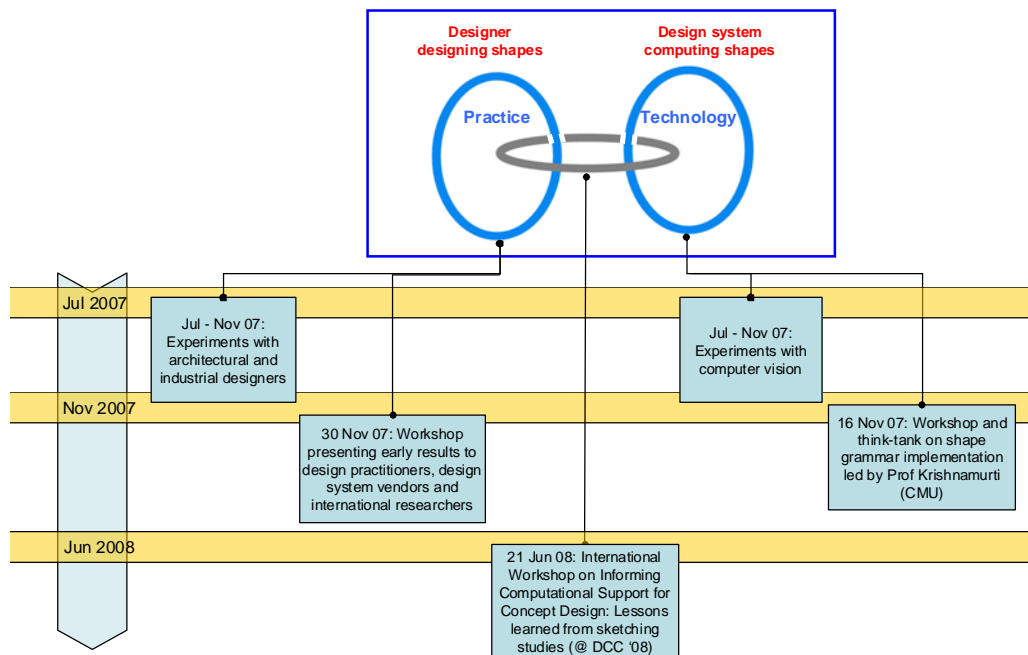 Designer
designing shapes
Design system
computing shapes
Practice
Technology
Jul 2007
Jul - Nov 07:
Experiments with
architectural and
industrial designers
Jul - Nov 07:
Experiments with
computer vision
Nov 2007
30 Nov 07: Workshop
presenting early results to
design practitioners, design
system vendors and
international researchers
16 Nov 07: Workshop and
think-tank on shape
grammar implementation
led by Prof Krishnamurti
(CMU)
Jun 2008
21 Jun 08: International
Workshop on Informing
Computational Support for
Concept Design: Lessons
learned from sketching
studies (@ DCC ‘08)